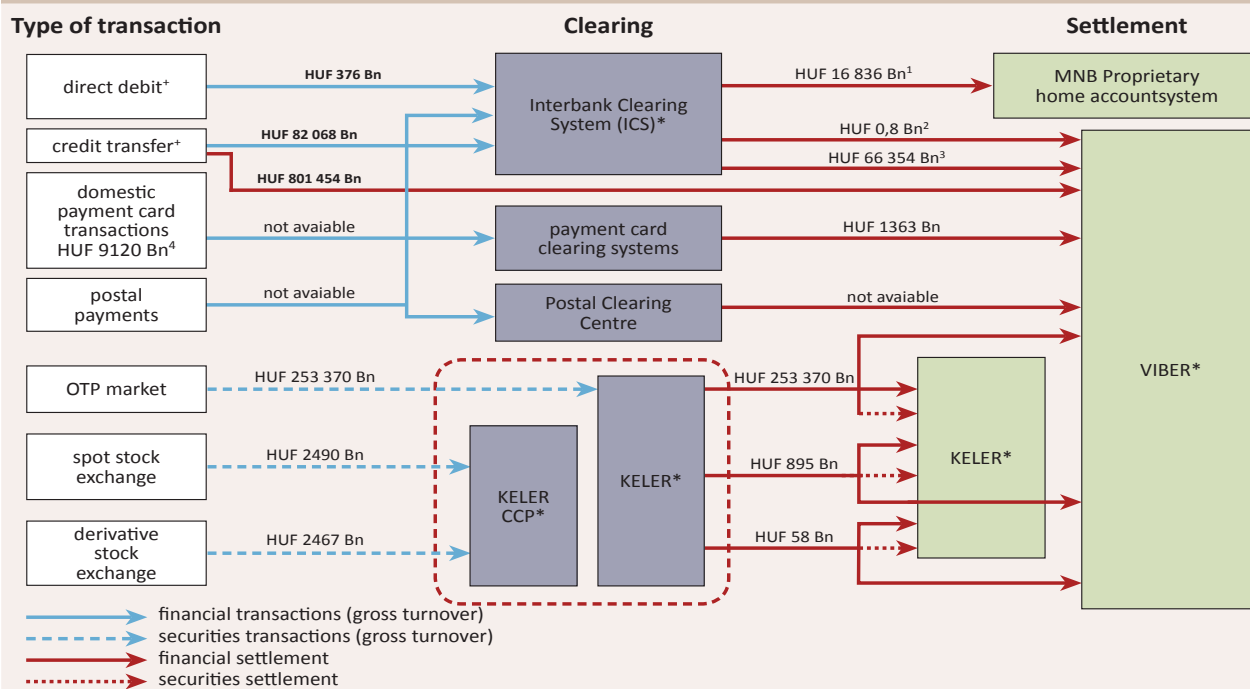 Type of transaction
Clearing
Settlement
direct debit⁺
HUF 376 Bn
Interbank Clearing
System (ICS)*
HUF 16 836 Bn¹
MNB Proprietary
home accountsystem
credit transfer⁺
HUF 82 068 Bn
HUF 0,8 Bn²
HUF 66 354 Bn³
HUF 801 454 Bn
domestic
payment card
transactions
HUF 9120 Bn⁴
not avaiable
payment card
clearing systems
HUF 1363 Bn
postal
payments
not avaiable
Postal Clearing
Centre
not avaiable
VIBER*
OTP market
HUF 253 370 Bn
HUF 253 370 Bn
spot stock
exchange
HUF 2490 Bn
KELER
CCP*
KELER*
HUF 895 Bn
KELER*
derivative
stock
exchange
HUF 2467 Bn
HUF 58 Bn
financial transactions (gross turnover)
securities transactions (gross turnover)
financial settlement
securities settlement